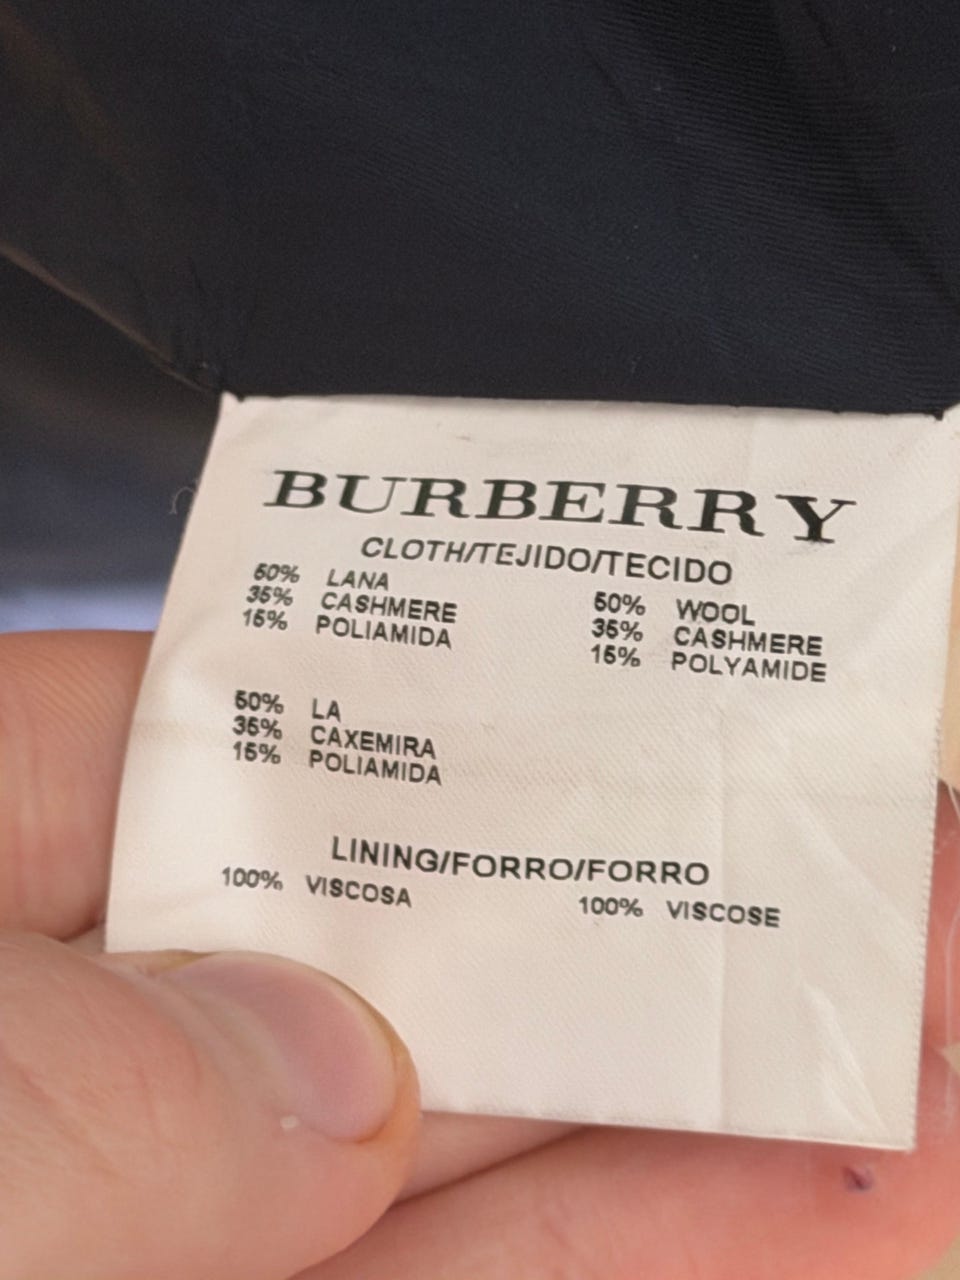 BURBERRY
CLOTH/TEJIDO/TECIDO
50% LANA
35% CASHMERE
15% POLIAMIDA
50% WOOL
35% CASHMERE
15% POLYAMIDE
50% LA
35% CAXEMIRA
15% POLIAMIDA
LINING/FORRO/FORRO
100% VISCOSA
100% VISCOSE